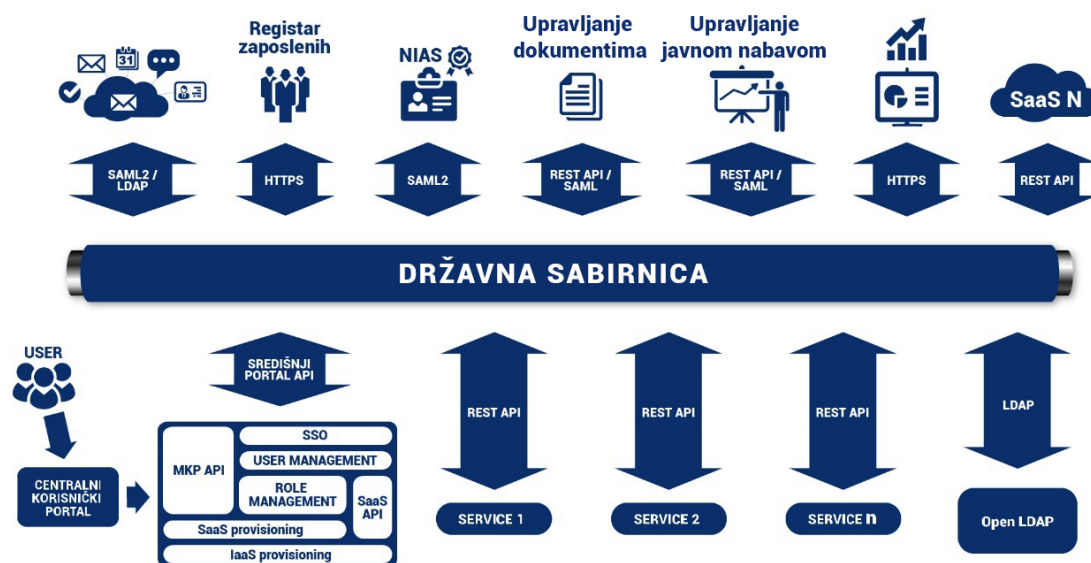 31
Registar
zaposlenih
NIAS
Upravljanje
dokumentima
Upravljanje
javnom nabavom
SaaS N
SAML2 /
LDAP
HTTPS
SAML2
REST API /
SAML
REST API /
SAML
HTTPS
REST API
DRŽAVNA SABIRNICA
USER
SREDIŠNJI
PORTAL API
REST API
REST API
REST API
LDAP
CENTRALNI
KORISNIČKI
PORTAL
MKP API
SSO
USER MANAGEMENT
ROLE
MANAGEMENT
SaaS
API
SaaS provisioning
IaaS provisioning
SERVICE 1
SERVICE 2
SERVICE n
Open LDAP